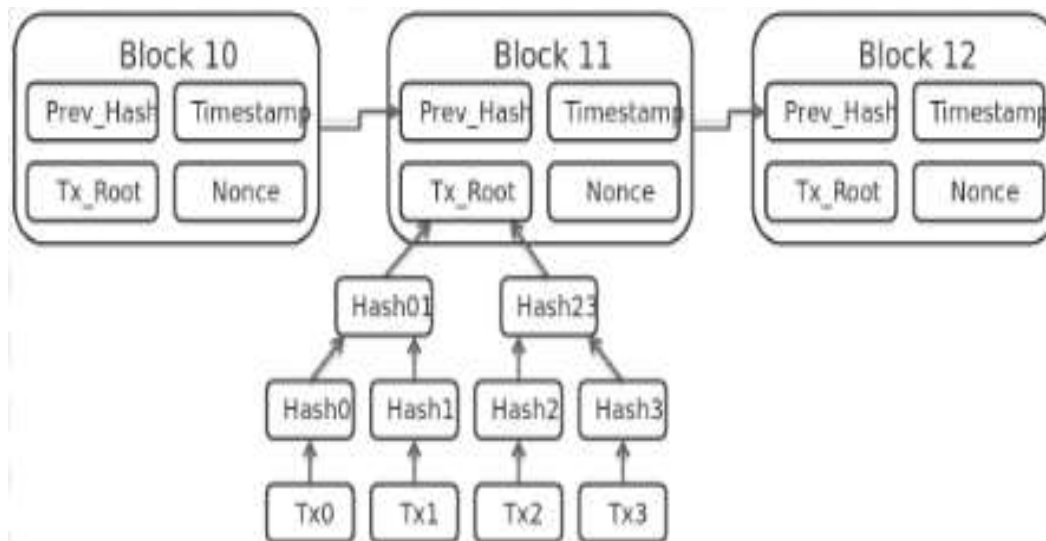 Block 10 Block 11 Block 12
Prev_Hash Timestamp Prev_Hash Timestamp Prev_Hash Timestamp
Tx_Root Nonce Tx_Root Nonce Tx_Root Nonce
Hash01 Hash23
Hash0 Hash1 Hash2 Hash3
Tx0 Tx1 Tx2 Tx3